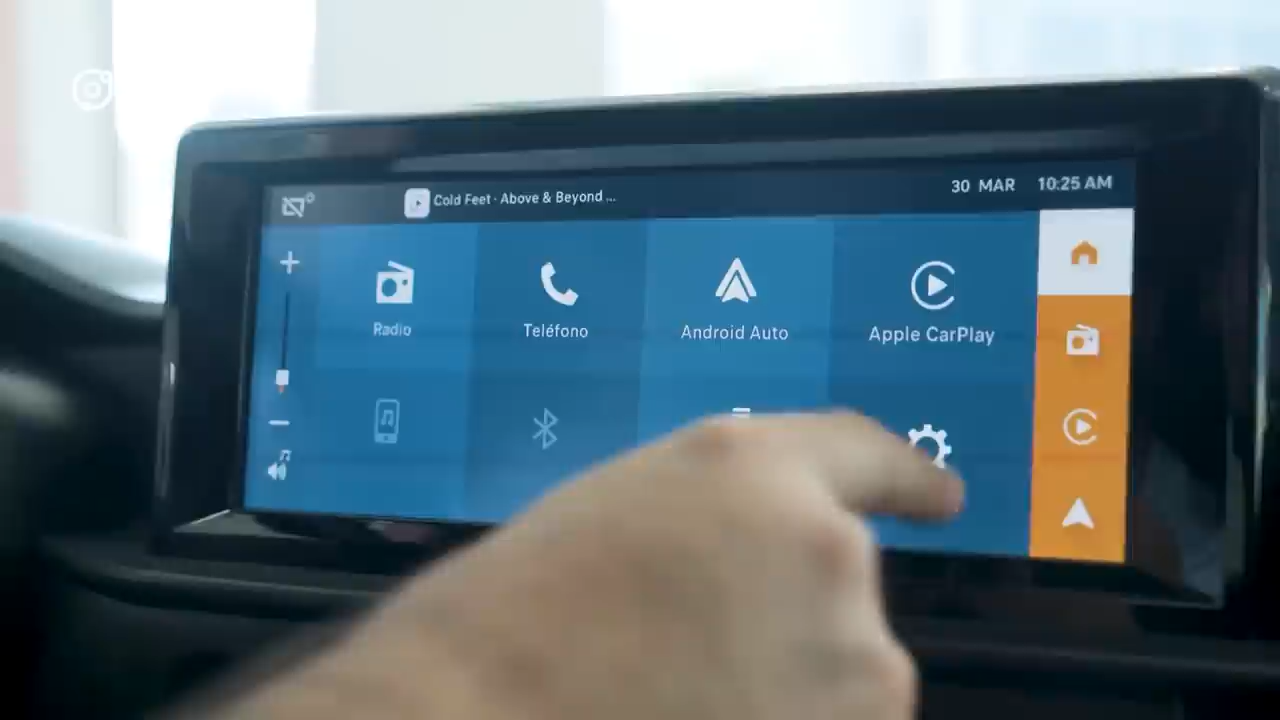 Cold Feet · Above & Beyond ...
30 MAR 10:25 AM
Radio
Teléfono
Android Auto
Apple CarPlay